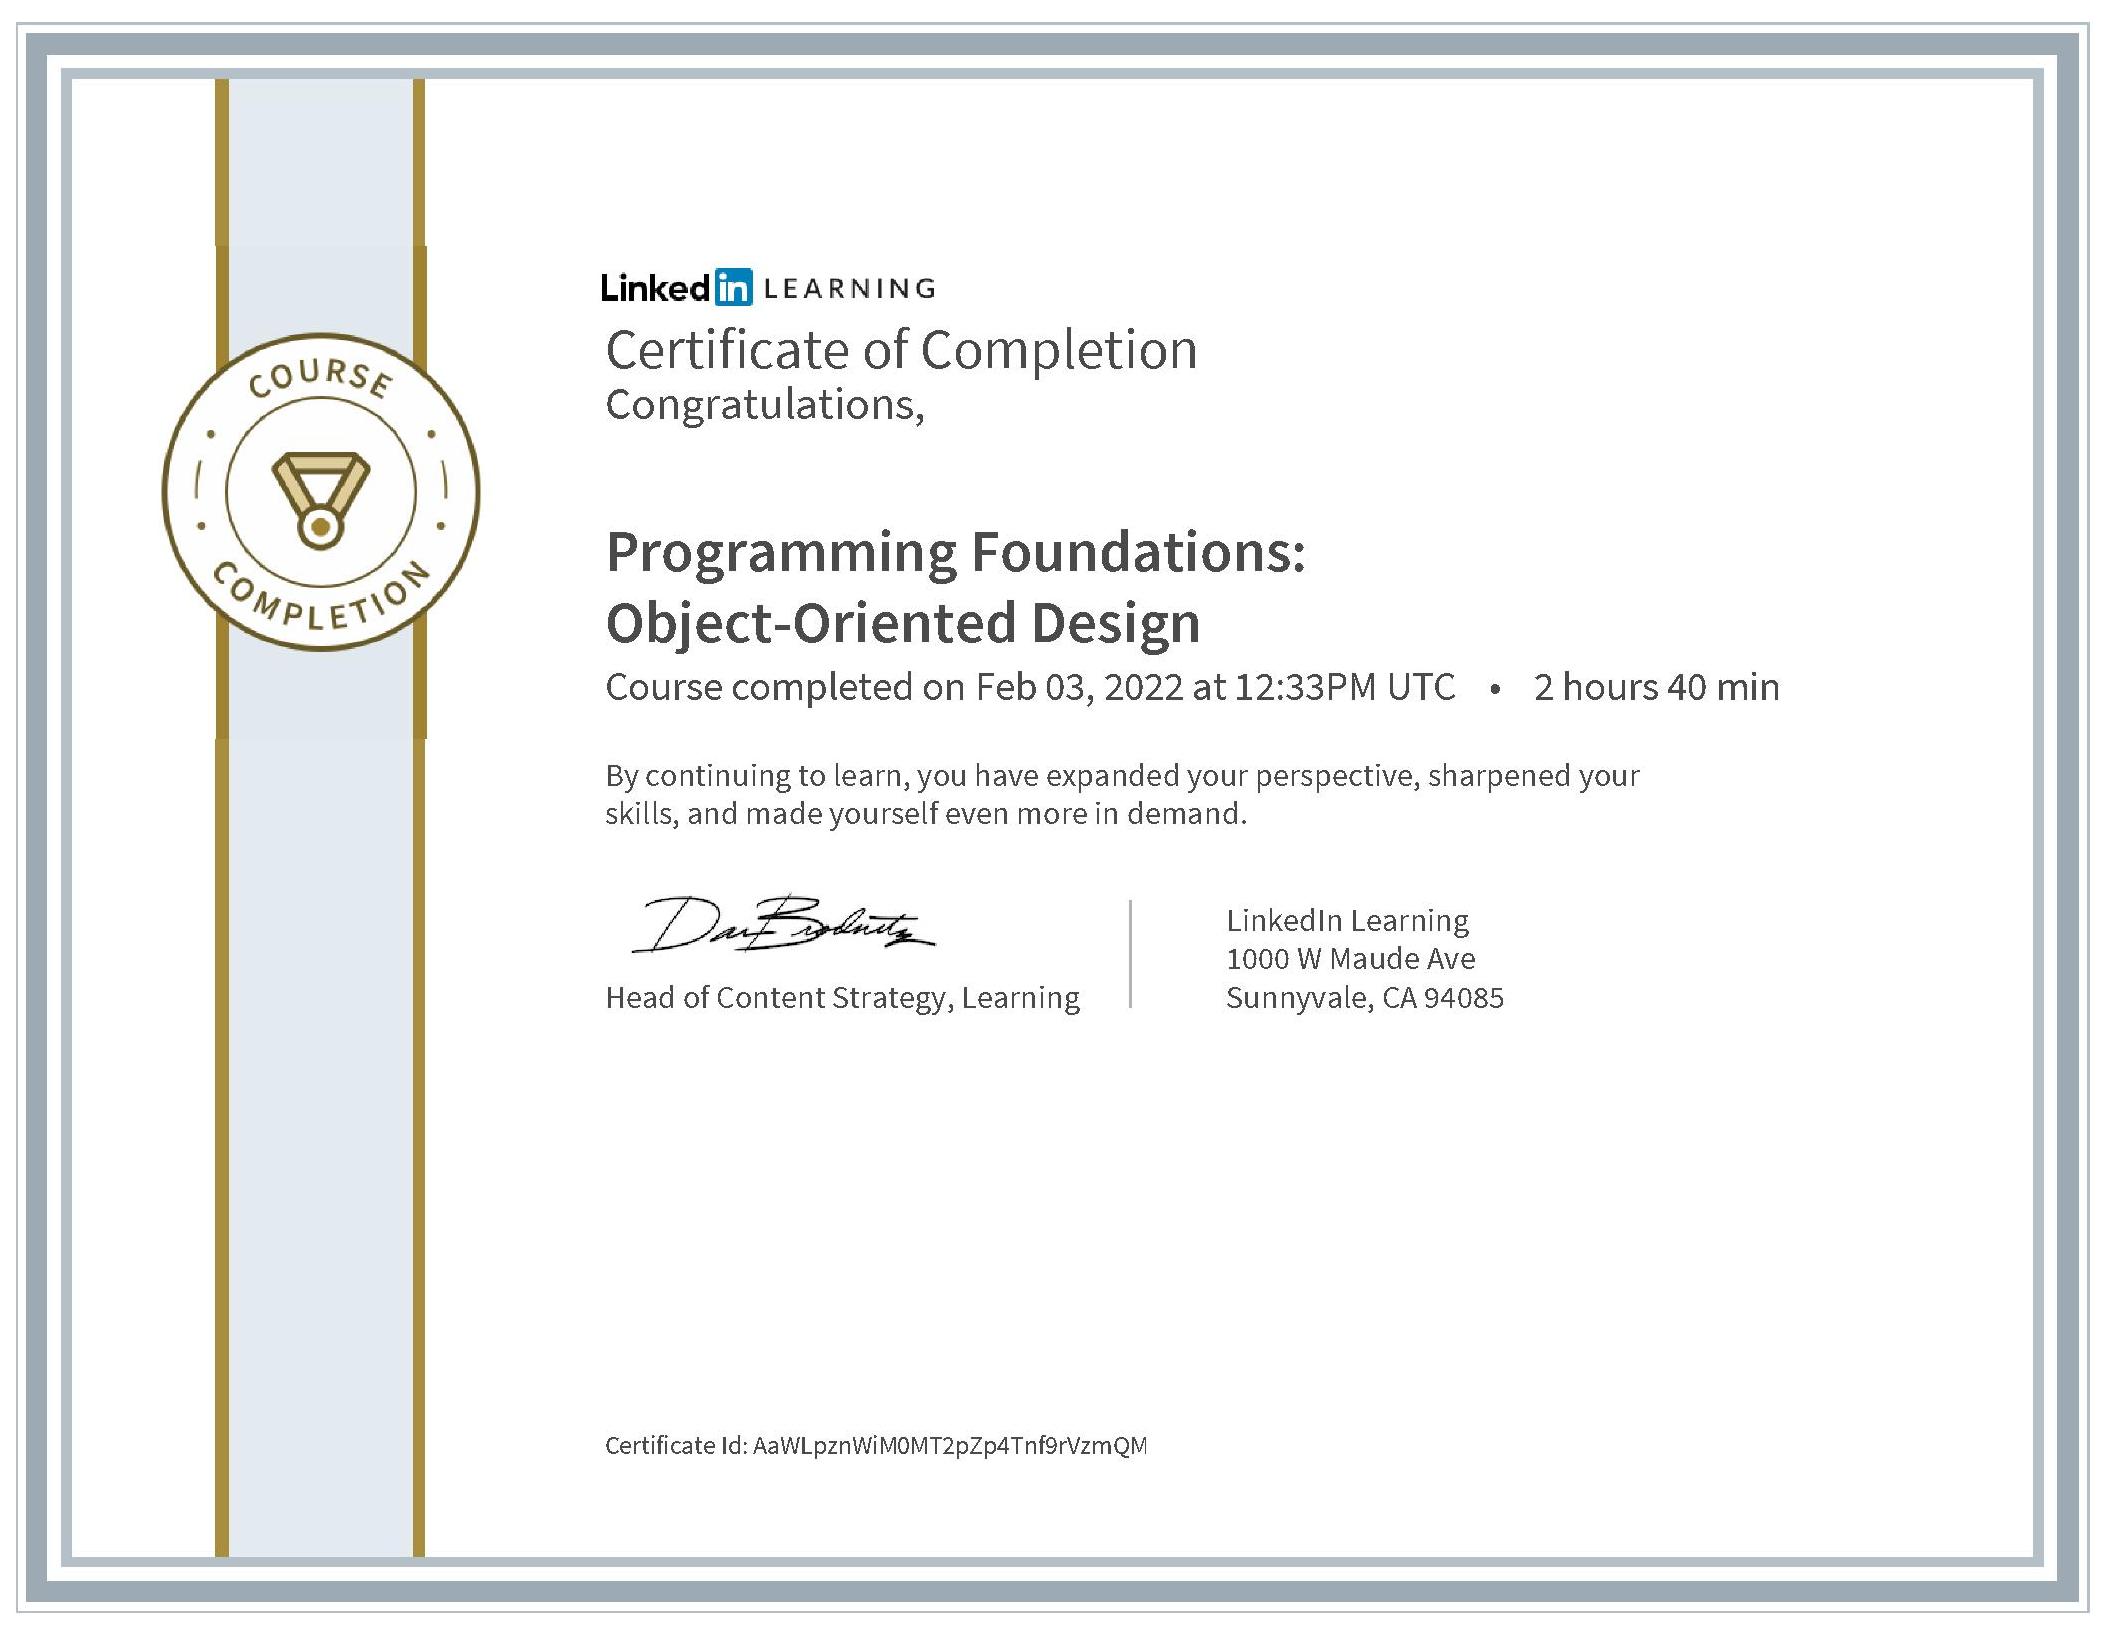 COURSE
COMPLETION
Linked in LEARNING
Certificate of Completion
Congratulations,
Programming Foundations:
Object-Oriented Design
Course completed on Feb 03, 2022 at 12:33PM UTC • 2 hours 40 min
By continuing to learn, you have expanded your perspective, sharpened your
skills, and made yourself even more in demand.
Head of Content Strategy, Learning
LinkedIn Learning
1000 W Maude Ave
Sunnyvale, CA 94085
Certificate Id: AaWLpznWiM0MT2pZp4Tnf9rVzmQM